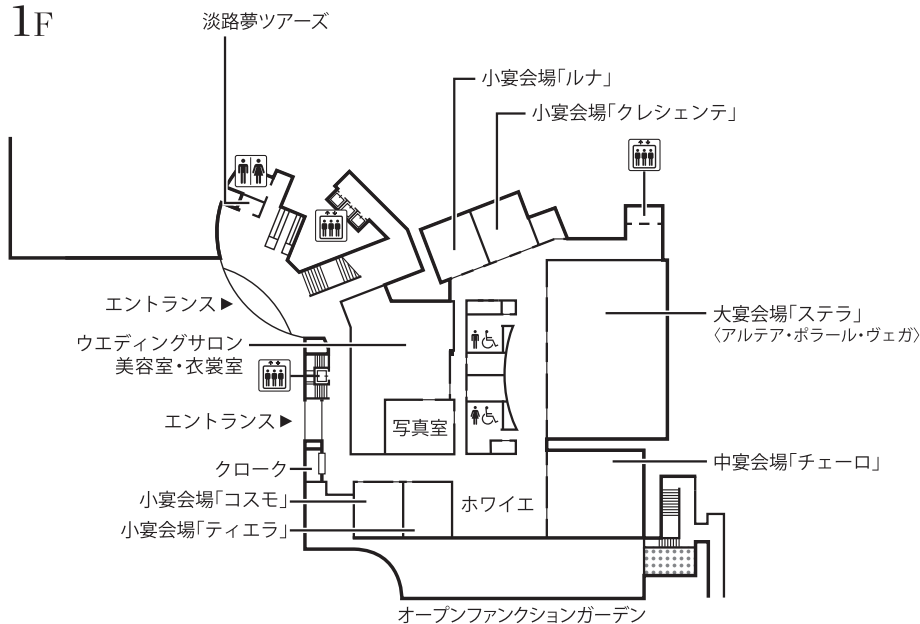 1F
淡路夢ツアーズ
小宴会場「ルナ」
小宴会場「クレシェンテ」
エントランス▶
大宴会場「ステラ」
〈アルテア・ポラール・ヴェガ〉
ウエディングサロン
美容室・衣裳室
エントランス▶
写真室
クローク
中宴会場「チェーロ」
小宴会場「コスモ」
ホワイエ
小宴会場「ティエラ」
オープンファンクションガーデン